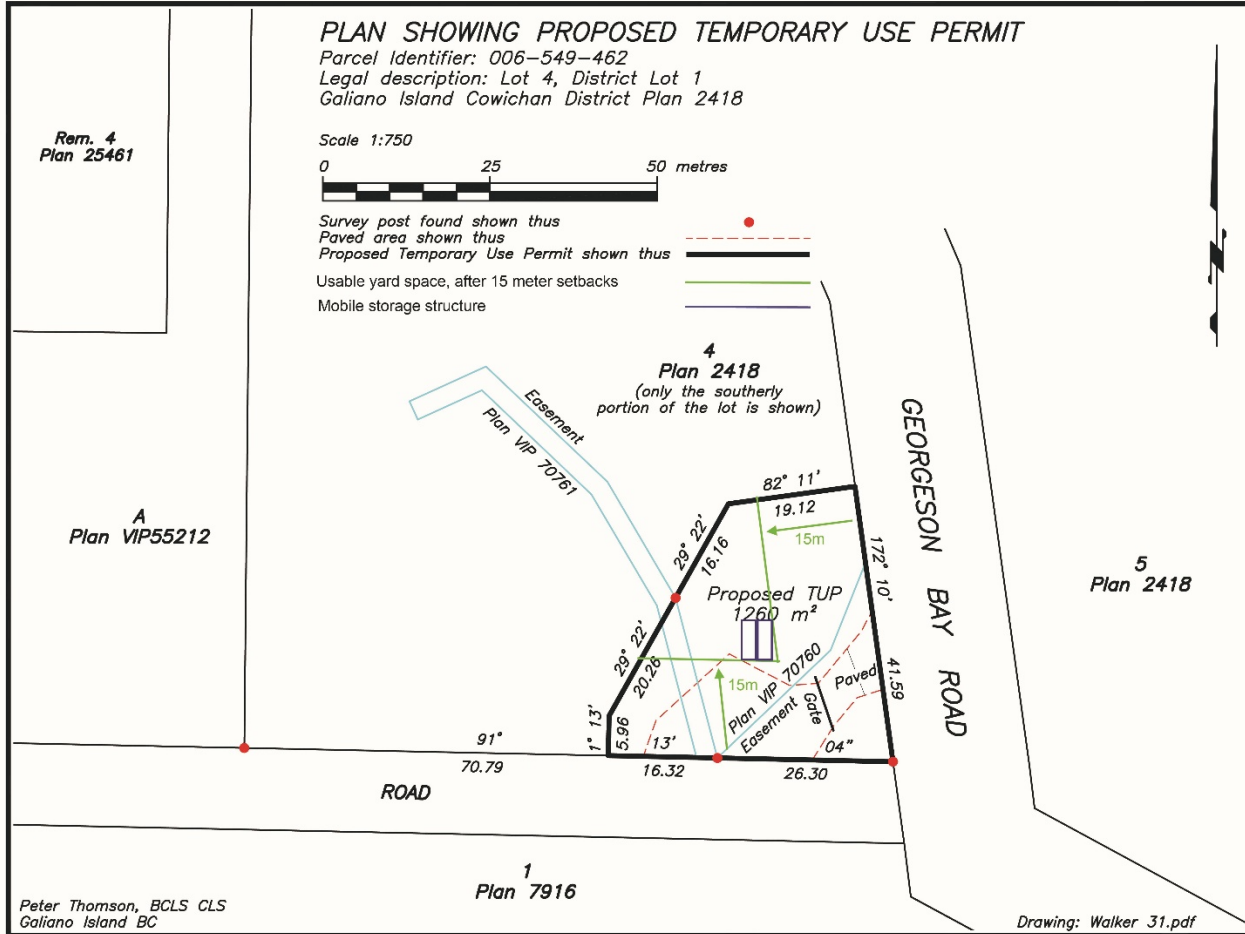 PLAN SHOWING PROPOSED TEMPORARY USE PERMIT
Parcel Identifier: 006-549-462
Legal description: Lot 4, District Lot 1
Galiano Island Cowichan District Plan 2418
Rem. 4
Plan 25461
Scale 1:750
0 25 50 metres
Survey post found shown thus
Paved area shown thus
Proposed Temporary Use Permit shown thus
Usable yard space, after 15 meter setbacks
Mobile storage structure
4
Plan 2418
(only the southerly
portion of the lot is shown)
Easement
Plan VIP 70761
GEORGESON BAY ROAD
A
Plan VIP55212
5
Plan 2418
82° 11'
19.12
15m
29° 22'
16.16
172° 10'
41.59
Proposed TUP
1260 m²
29° 22'
20.26
15m
Plan VIP 70760
Easement
Gate
Paved
1° 13'
5.96
91°
13'
04"
70.79
16.32
26.30
ROAD
1
Plan 7916
Peter Thomson, BCLS CLS
Galiano Island BC
Drawing: Walker 31.pdf